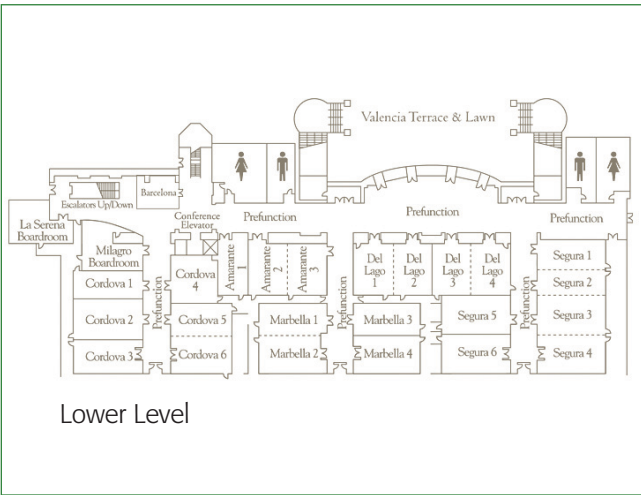 Valencia Terrace & Lawn
Escalators Up/Down
Barcelona
La Serena
Boardroom
Conference
Elevator
Prefunction
Prefunction
Prefunction
Milagro
Boardroom
Cordova 1
Cordova 2
Cordova 3
Prefunction
Cordova
4
Cordova 5
Cordova 6
Amarante
1
Amarante
2
Amarante
3
Marbella 1
Marbella 2
Prefunction
Del
Lago
1
Del
Lago
2
Del
Lago
3
Del
Lago
4
Marbella 3
Marbella 4
Segura 5
Segura 6
Prefunction
Segura 1
Segura 2
Segura 3
Segura 4
Lower Level